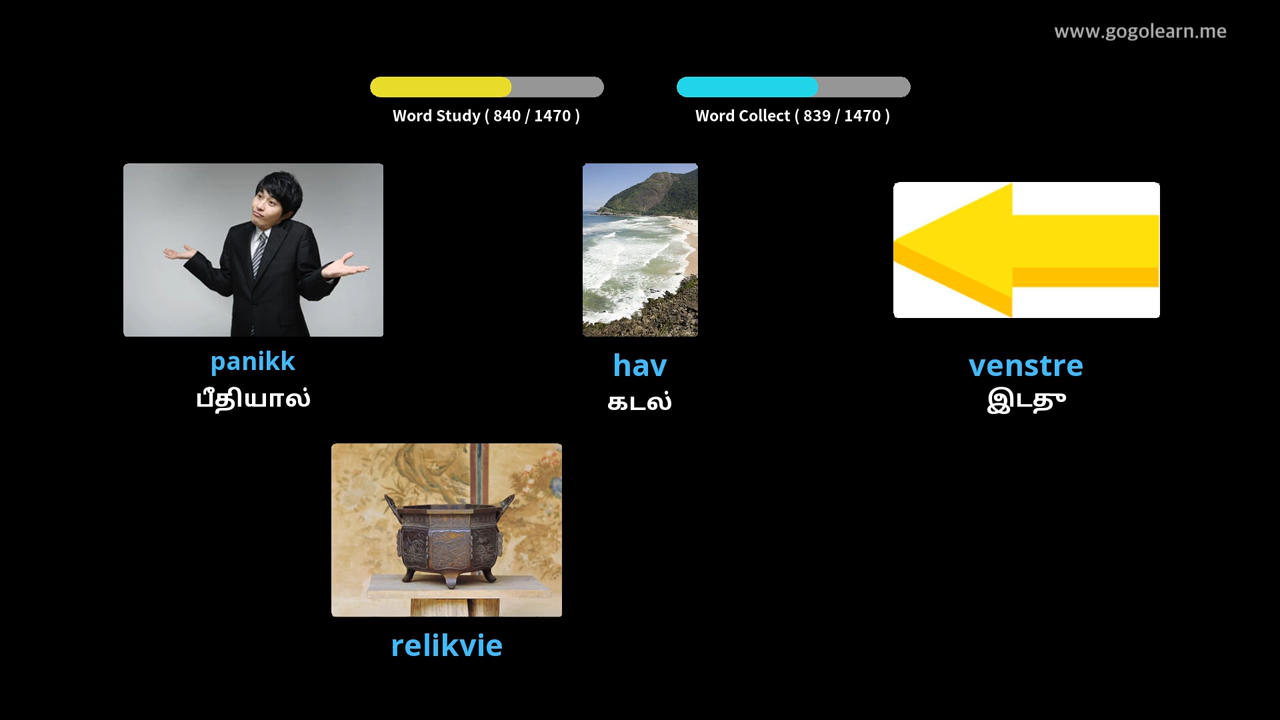 www.gogolearn.me
Word Study ( 840 / 1470 )
Word Collect ( 839 / 1470 )
panikk
பீதியால்
hav
கடல்
venstre
இடது
relikvie